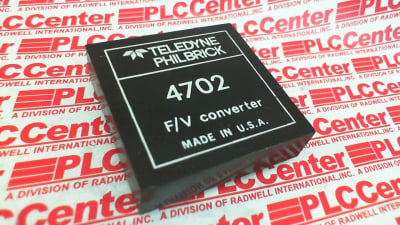 TELEDYNE
PHILBRICK
4702
F/V converter
MADE IN U.S.A.
PLCCenter
A DIVISION OF RADWELL INTERNATIONAL, INC.